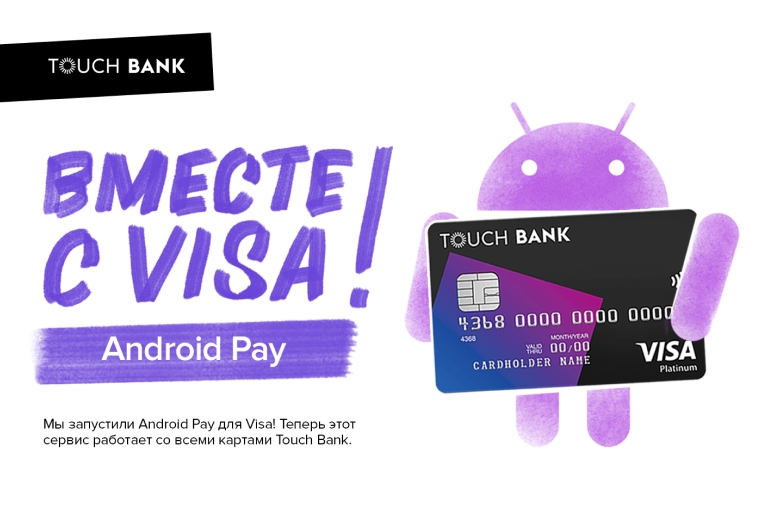 TOUCH BANK
ВМЕСТЕ
С VISA!
Android Pay
Мы запустили Android Pay для Visa! Теперь этот
сервис работает со всеми картами Touch Bank.
TOUCH BANK
4368 0000 0000 0000
4368
MONTH/YEAR
VALID
THRU
00/00
CARDHOLDER NAME
VISA
Platinum